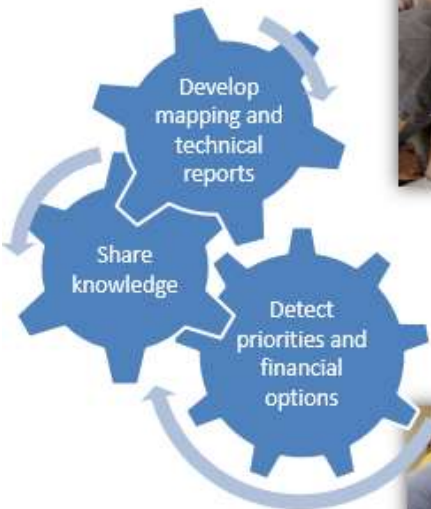 Develop
mapping and
technical
reports
Share
knowledge
Detect
priorities and
financial
options